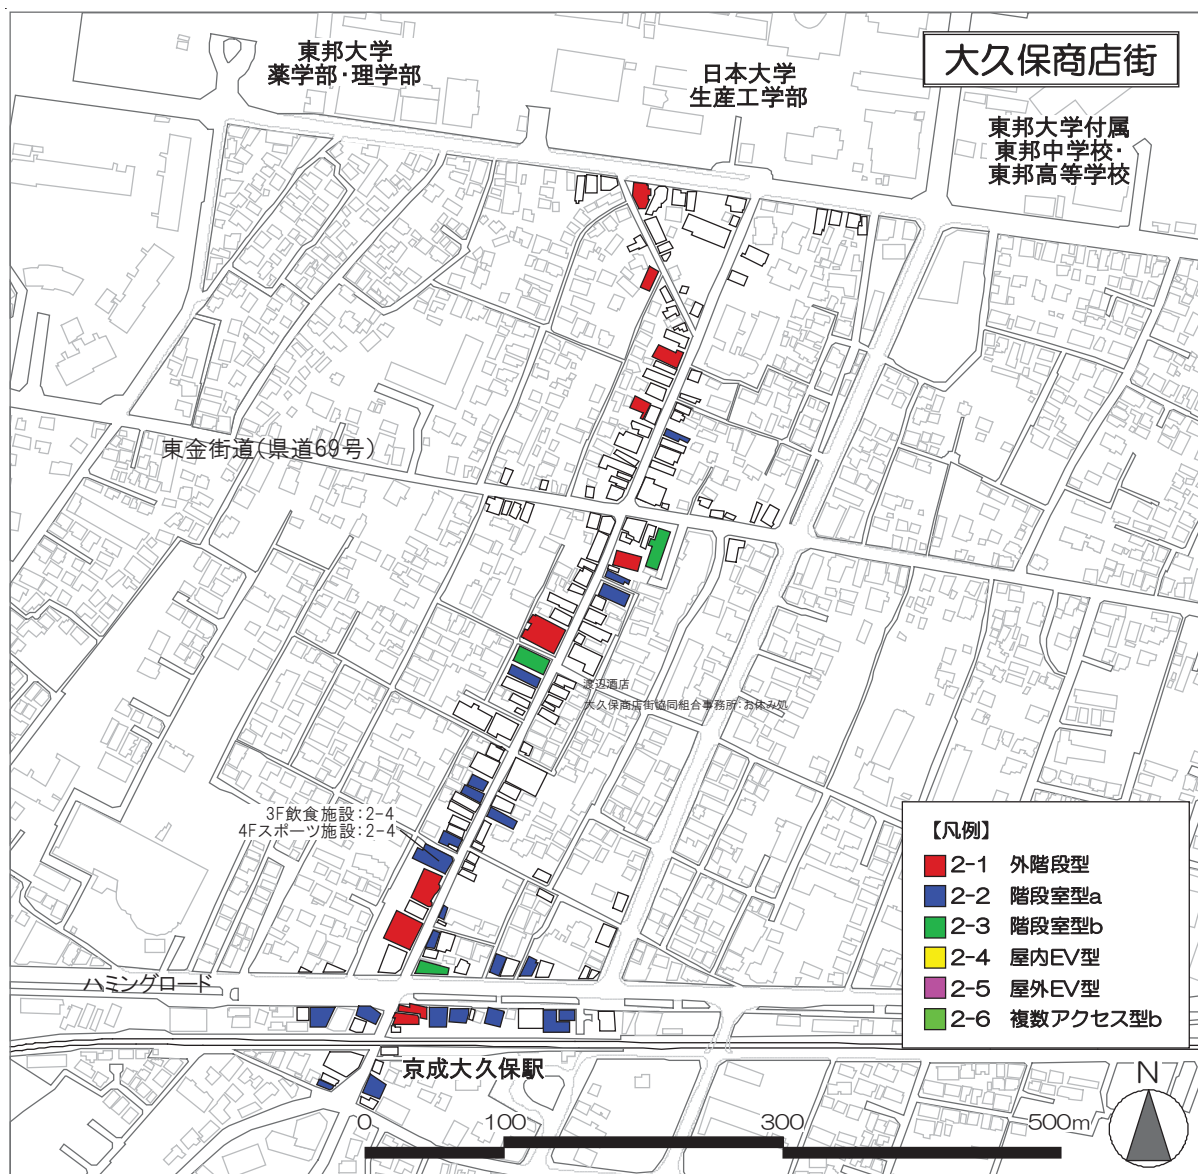 大久保商店街
東邦大学
薬学部・理学部
日本大学
生産工学部
東邦大学付属
東邦中学校・
東邦高等学校
東金街道(県道69号)
渡辺酒店
大久保商店街協同組合事務所・お休み処
3F飲食施設：2-4
4Fスポーツ施設：2-4
【凡例】
2-1 外階段型
2-2 階段室型a
2-3 階段室型b
2-4 屋内EV型
2-5 屋外EV型
2-6 複数アクセス型b
ハミングロード
京成大久保駅
N
0 100 300 500m